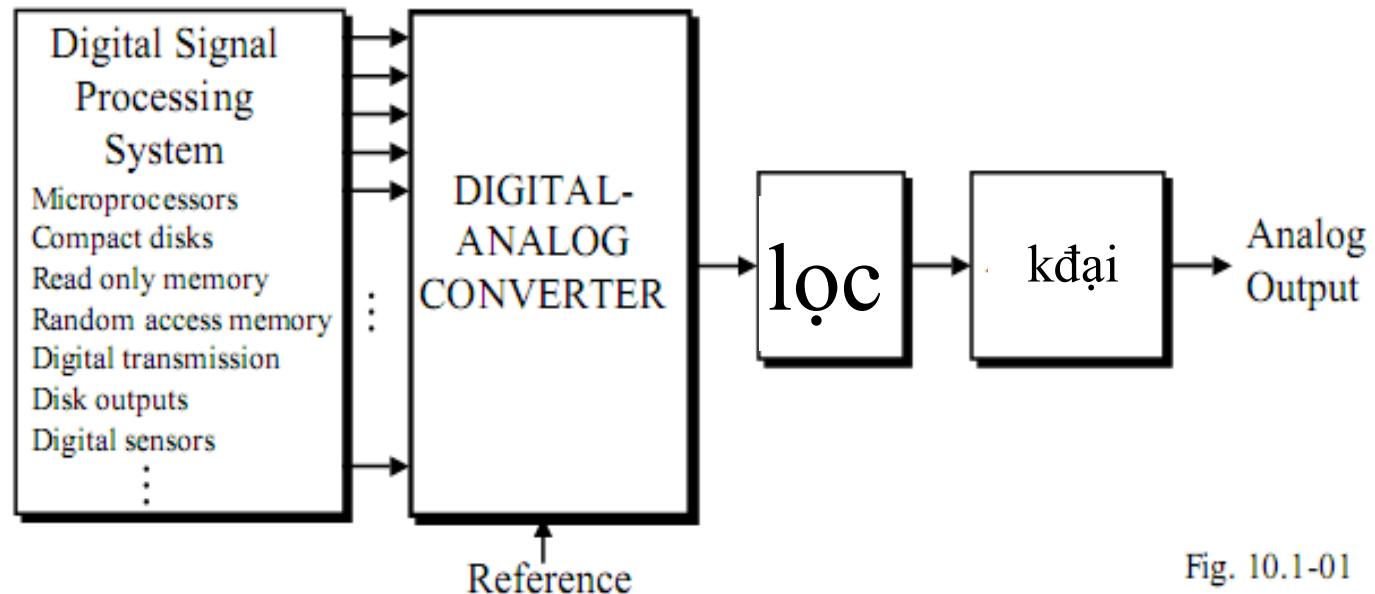 Digital Signal
Processing
System
Microprocessors
Compact disks
Read only memory
Random access memory
Digital transmission
Disk outputs
Digital sensors
DIGITAL-
ANALOG
CONVERTER
Reference
lọc
kđại
Analog
Output
Fig. 10.1-01